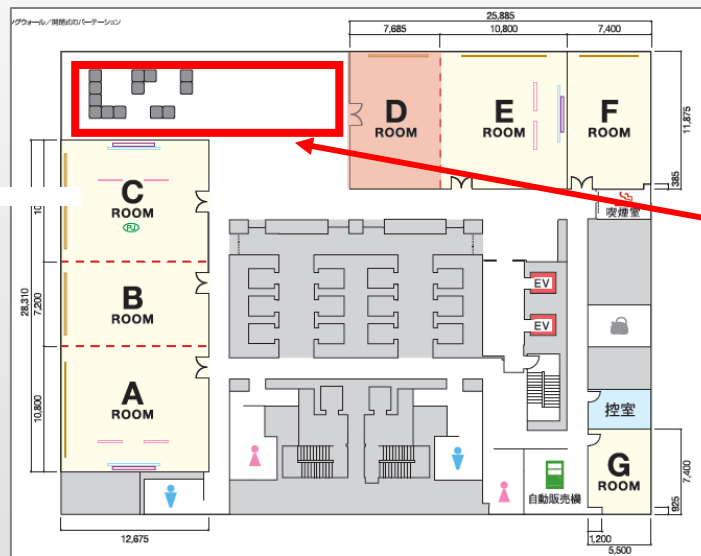 グウォール／開閉式のパーテーション
25,885
7,685
10,800
7,400
D
ROOM
E
ROOM
F
ROOM
11,875
385
喫煙室
C
ROOM
10,
28,310
7,200
B
ROOM
EV
EV
10,800
A
ROOM
控室
G
ROOM
7,400
925
自動販売機
12,675
1,200
5,500